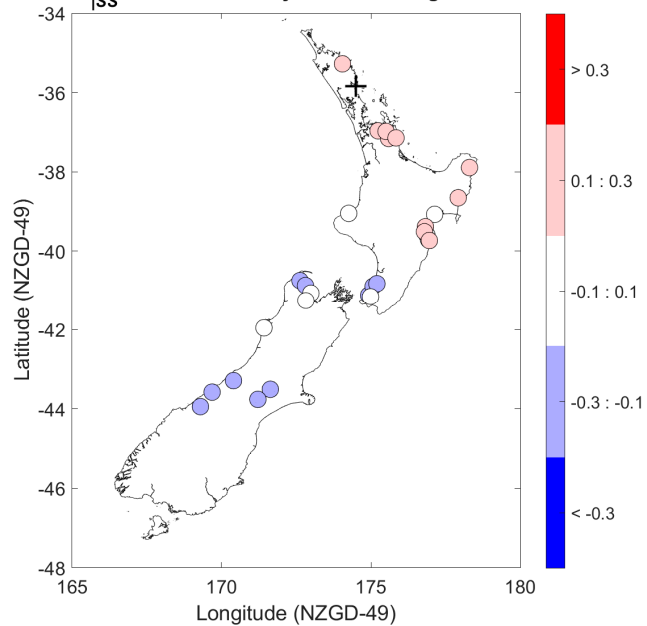 |SS
-34
-36
-38
-40
-42
-44
-46
-48
165
170
175
180
Latitude (NZGD-49)
Longitude (NZGD-49)
> 0.3
0.1 : 0.3
-0.1 : 0.1
-0.3 : -0.1
< -0.3